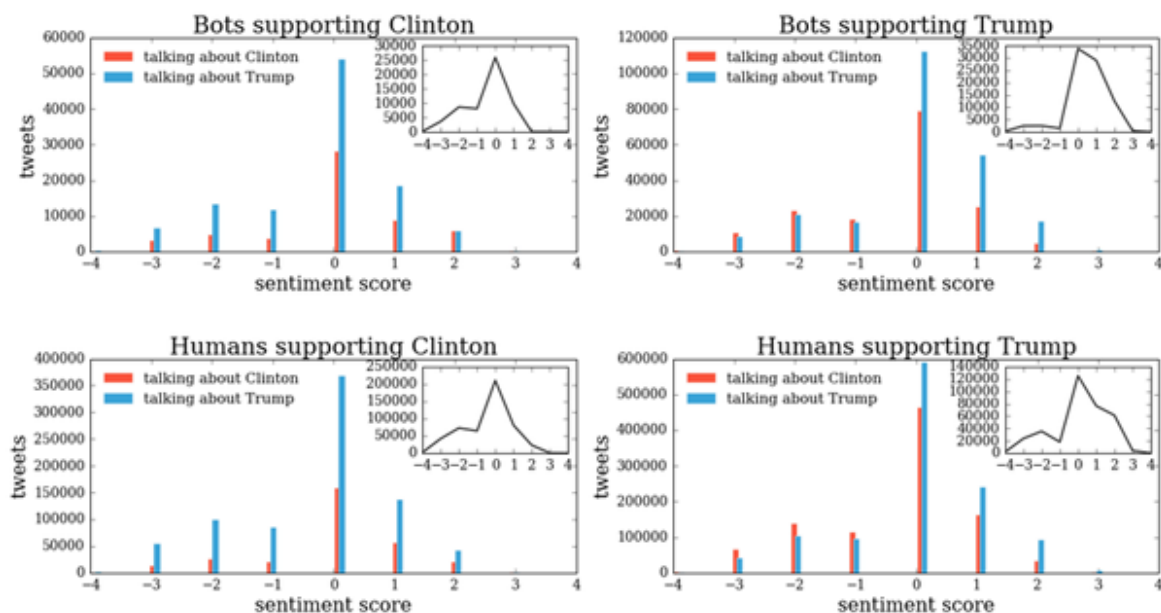 Bots supporting Clinton
60000
50000
40000
30000
20000
10000
0
tweets
talking about Clinton
talking about Trump
30000
25000
20000
15000
10000
5000
0
−4 −3 −2 −1 0 1 2 3 4
−4 −3 −2 −1 0 1 2 3 4
sentiment score
Bots supporting Trump
120000
100000
80000
60000
40000
20000
0
tweets
talking about Clinton
talking about Trump
35000
30000
25000
20000
15000
10000
5000
0
−4 −3 −2 −1 0 1 2 3 4
−4 −3 −2 −1 0 1 2 3 4
sentiment score
Humans supporting Clinton
400000
350000
300000
250000
200000
150000
100000
50000
0
tweets
talking about Clinton
talking about Trump
250000
200000
150000
100000
50000
0
−4 −3 −2 −1 0 1 2 3 4
−4 −3 −2 −1 0 1 2 3 4
sentiment score
Humans supporting Trump
600000
500000
400000
300000
200000
100000
0
tweets
talking about Clinton
talking about Trump
140000
120000
100000
80000
60000
40000
20000
0
−4 −3 −2 −1 0 1 2 3 4
−4 −3 −2 −1 0 1 2 3 4
sentiment score